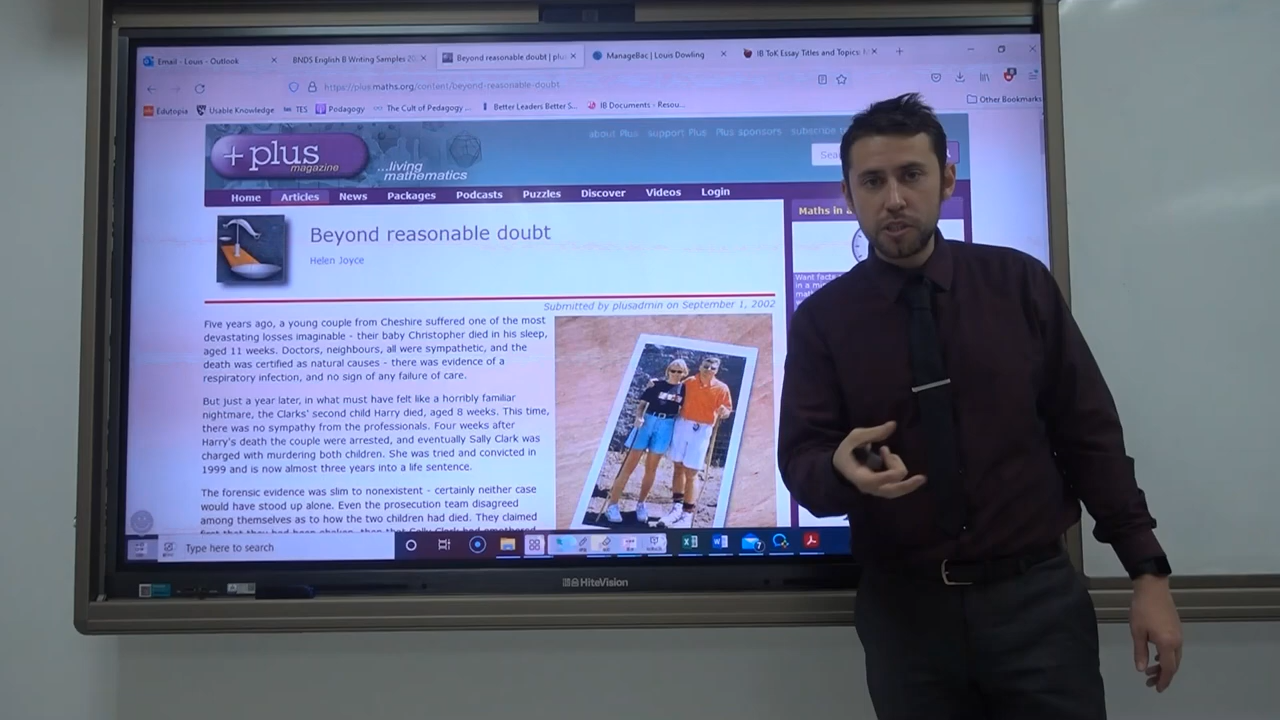 Email - Louis - Outlook
BNDS English B Writing Samples 20
Beyond reasonable doubt | plu
ManageBac | Louis Dowling
IB ToK Essay Titles and Topics:
https://plus.maths.org/content/beyond-reasonable-doubt
Edutopia
Usable Knowledge
TES
Podagogy
The Cult of Pedagogy ...
Better Leaders Better S...
IB Documents - Resou...
Other Bookmarks
about Plus support Plus Plus sponsors subscribe
+plus
magazine
...living
mathematics
Sea
Home Articles News Packages Podcasts Puzzles Discover Videos Login
Beyond reasonable doubt
Helen Joyce
Maths in a
Want facts
in a mi
mat
Submitted by plusadmin on September 1, 2002
Five years ago, a young couple from Cheshire suffered one of the most
devastating losses imaginable - their baby Christopher died in his sleep,
aged 11 weeks. Doctors, neighbours, all were sympathetic, and the
death was certified as natural causes - there was evidence of a
respiratory infection, and no sign of any failure of care.
But just a year later, in what must have felt like a horribly familiar
nightmare, the Clarks' second child Harry died, aged 8 weeks. This time,
there was no sympathy from the professionals. Four weeks after
Harry's death the couple were arrested, and eventually Sally Clark was
charged with murdering both children. She was tried and convicted in
1999 and is now almost three years into a life sentence.
The forensic evidence was slim to nonexistent - certainly neither case
would have stood up alone. Even the prosecution team disagreed
among themselves as to how the two children had died. They claimed
Type here to search
7
HiteVision